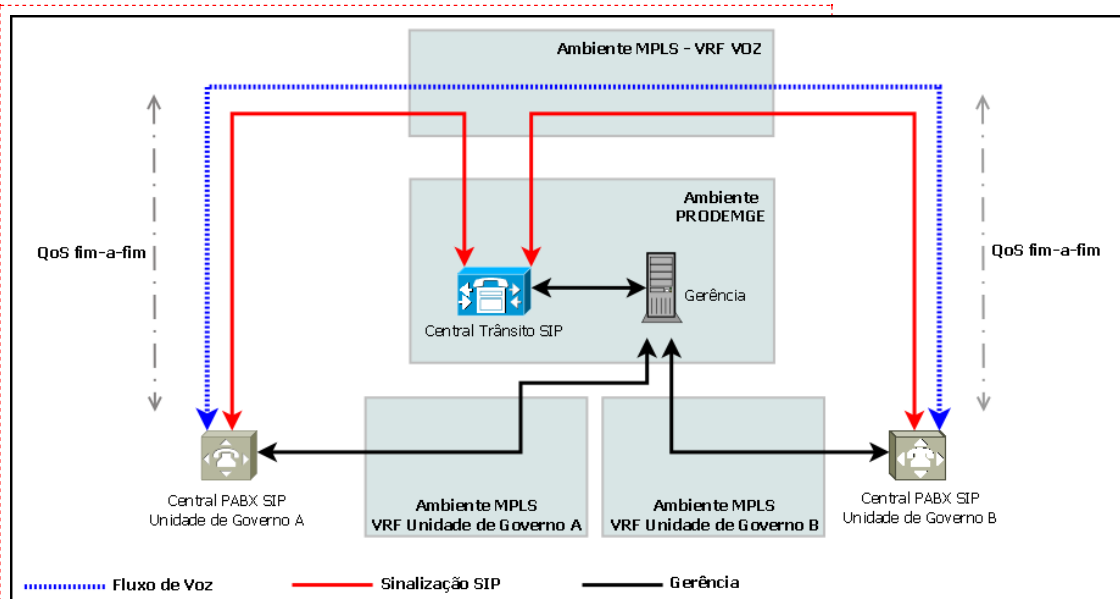 Ambiente MPLS - VRF VOZ
QoS fim-a-fim
QoS fim-a-fim
Ambiente
PRODEMGE
Gerência
Central Trânsito SIP
Central PABX SIP
Unidade de Governo A
Ambiente MPLS
VRF Unidade de Governo A
Ambiente MPLS
VRF Unidade de Governo B
Central PABX SIP
Unidade de Governo B
Fluxo de Voz
Sinalização SIP
Gerência